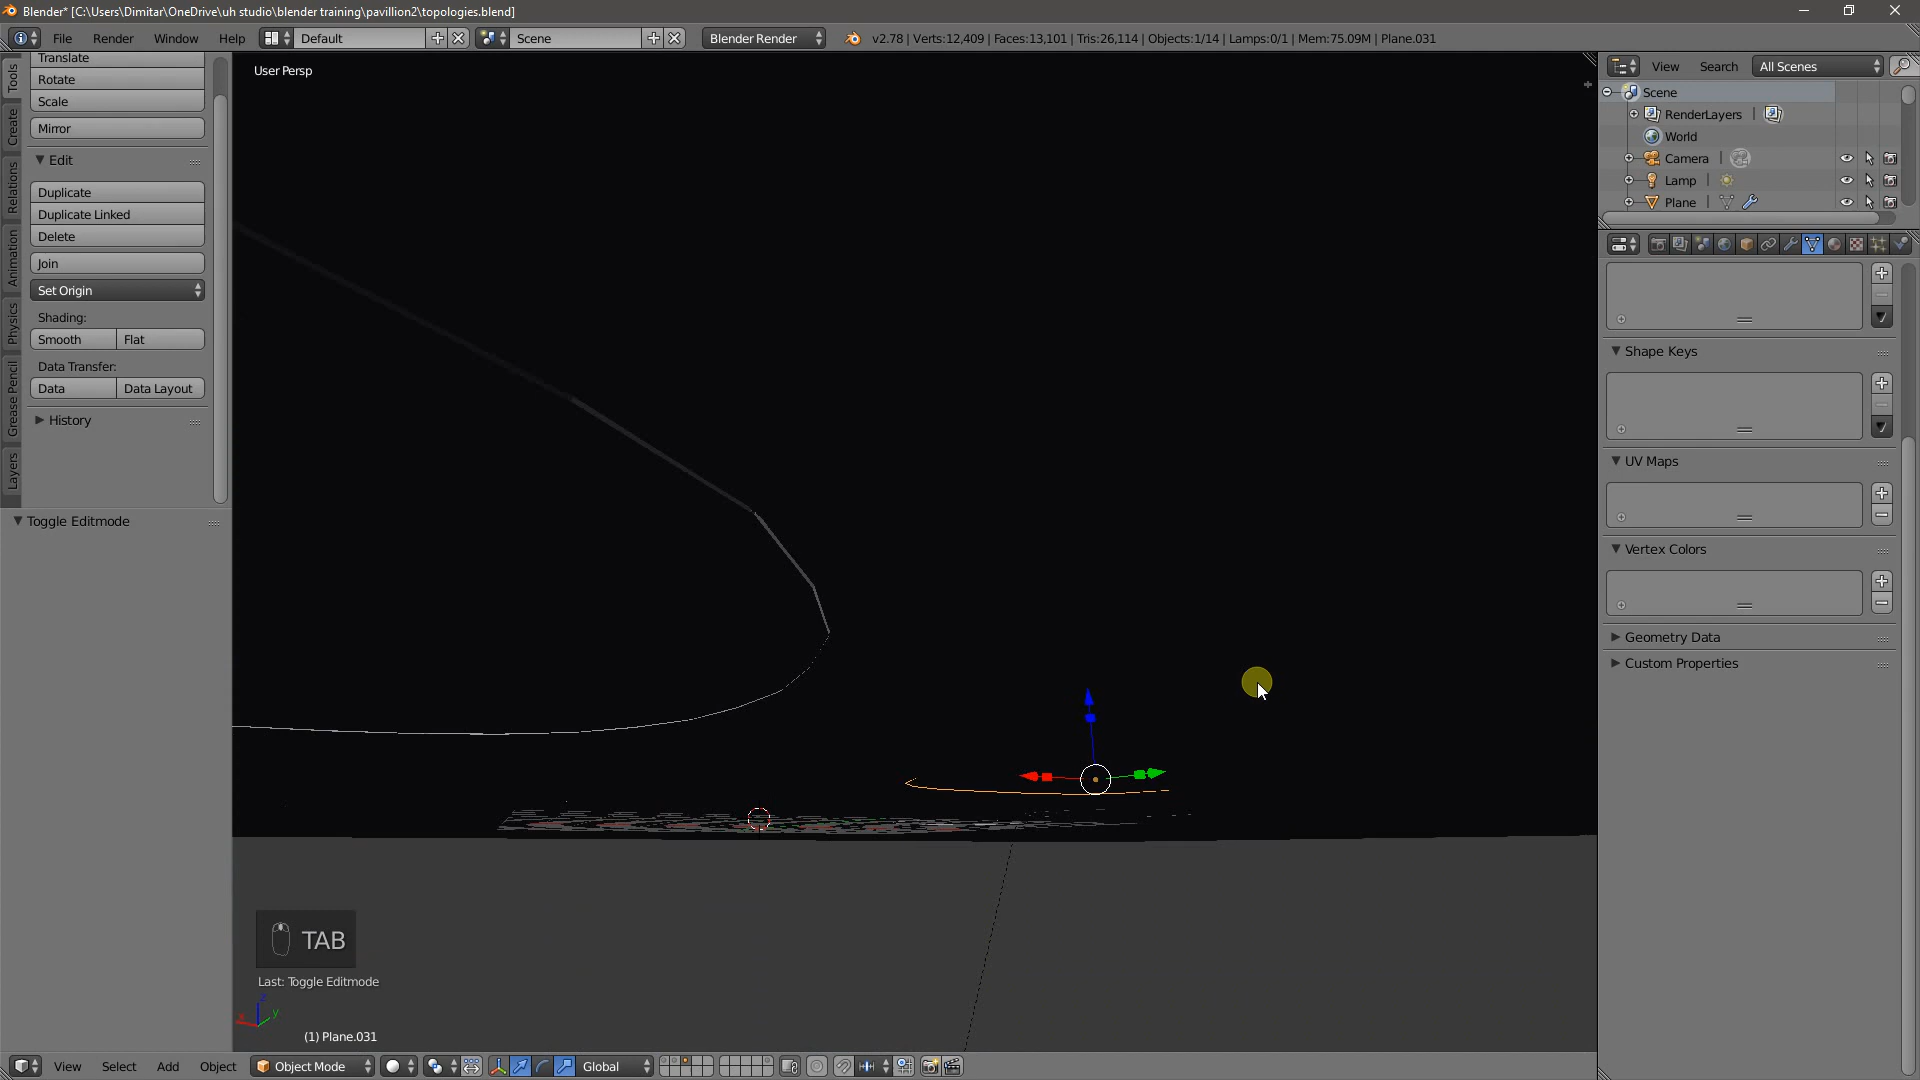 Blender* [C:\Users\Dimitar\OneDrive\uh studio\blender training\pavillion2\topologies.blend]
File Render Window Help Default Scene Blender Render v2.78 | Verts:12,409 | Faces:13,101 | Tris:26,114 | Objects:1/14 | Lamps:0/1 | Mem:75.09M | Plane.031
Translate
Rotate
Scale
Mirror
Edit
Duplicate
Duplicate Linked
Delete
Join
Set Origin
Shading:
Smooth Flat
Data Transfer:
Data Data Layout
History
Tools
Create
Relations
Animation
Physics
Grease Pencil
Layers
Toggle Editmode
User Persp
TAB
Last: Toggle Editmode
x
y
z
(1) Plane.031
View Select Add Object Object Mode Global
View Search All Scenes
Scene
RenderLayers |
World
Camera |
Lamp |
Plane |
Shape Keys
UV Maps
Vertex Colors
Geometry Data
Custom Properties